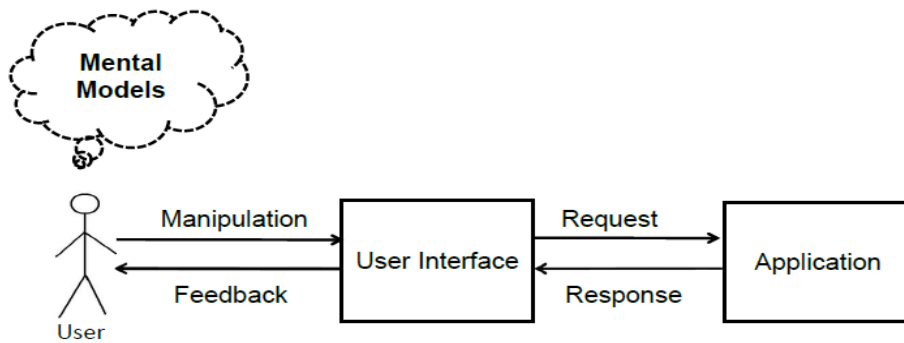 Mental
Models
Manipulation
Request
User Interface
Application
Feedback
Response
User